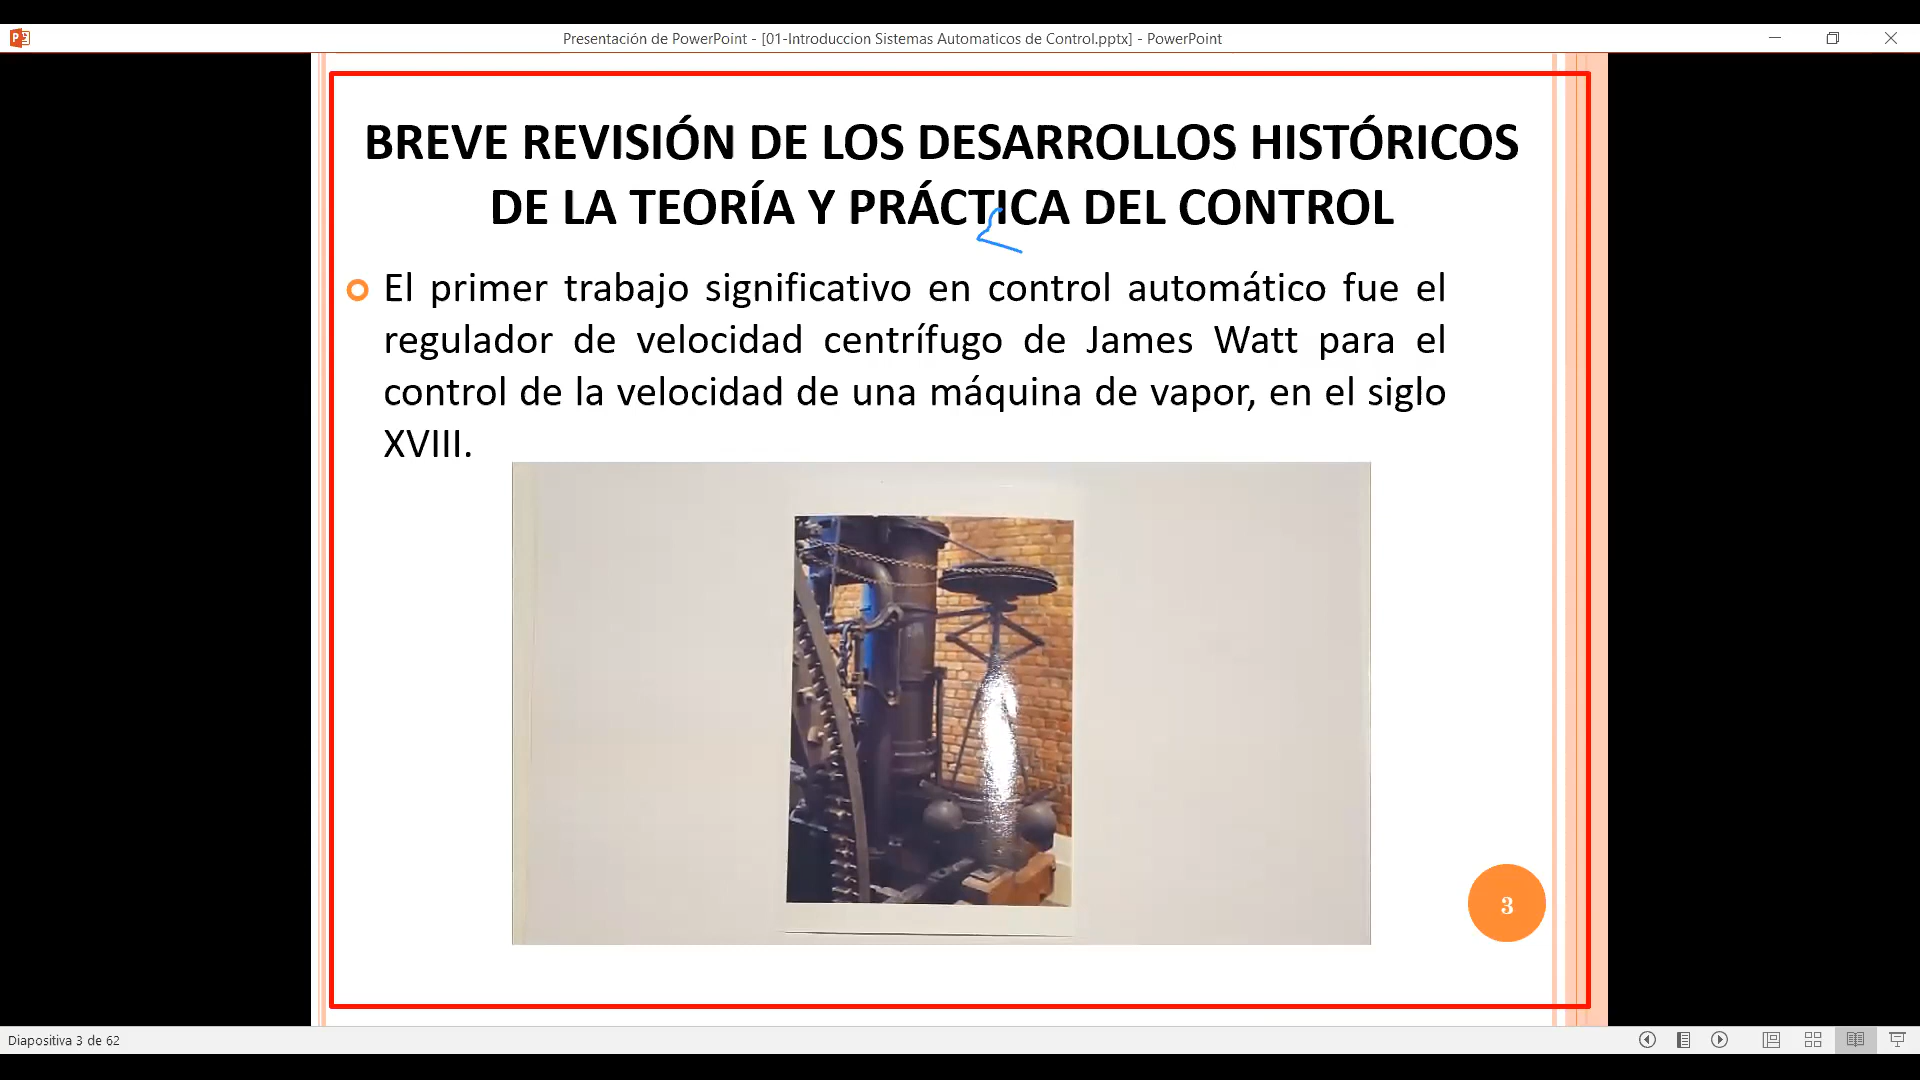 Presentación de PowerPoint - [01-Introduccion Sistemas Automaticos de Control.pptx] - PowerPoint
BREVE REVISIÓN DE LOS DESARROLLOS HISTÓRICOS
DE LA TEORÍA Y PRÁCTICA DEL CONTROL
El primer trabajo significativo en control automático fue el
regulador de velocidad centrífugo de James Watt para el
control de la velocidad de una máquina de vapor, en el siglo
XVIII.
3
Diapositiva 3 de 62